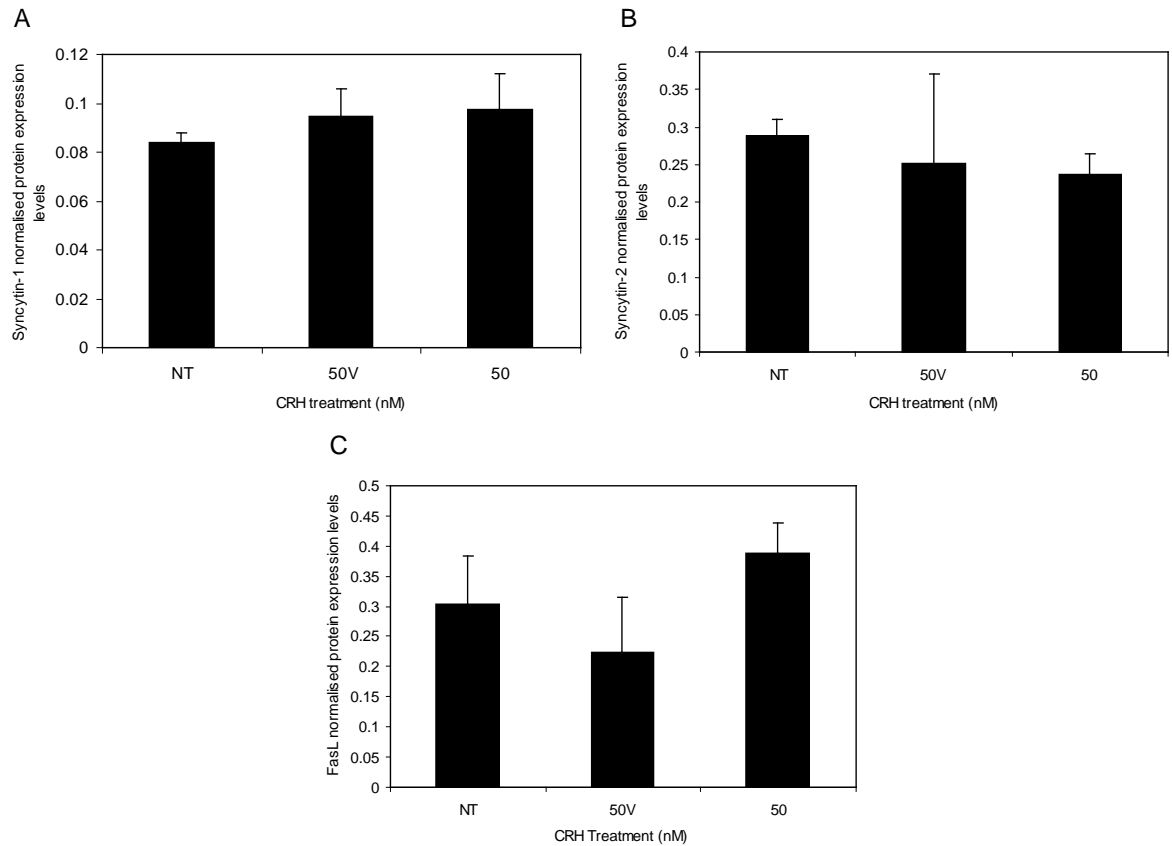 A
Syncytin-1 normalised protein expression
levels
0.12
0.1
0.08
0.06
0.04
0.02
0
NT 50V 50
CRH treatment (nM)
B
Syncytin-2 normalised protein expression
levels
0.4
0.35
0.3
0.25
0.2
0.15
0.1
0.05
0
NT 50V 50
CRH treatment (nM)
C
FasL normalised protein expression levels
0.5
0.45
0.4
0.35
0.3
0.25
0.2
0.15
0.1
0.05
0
NT 50V 50
CRH Treatment (nM)